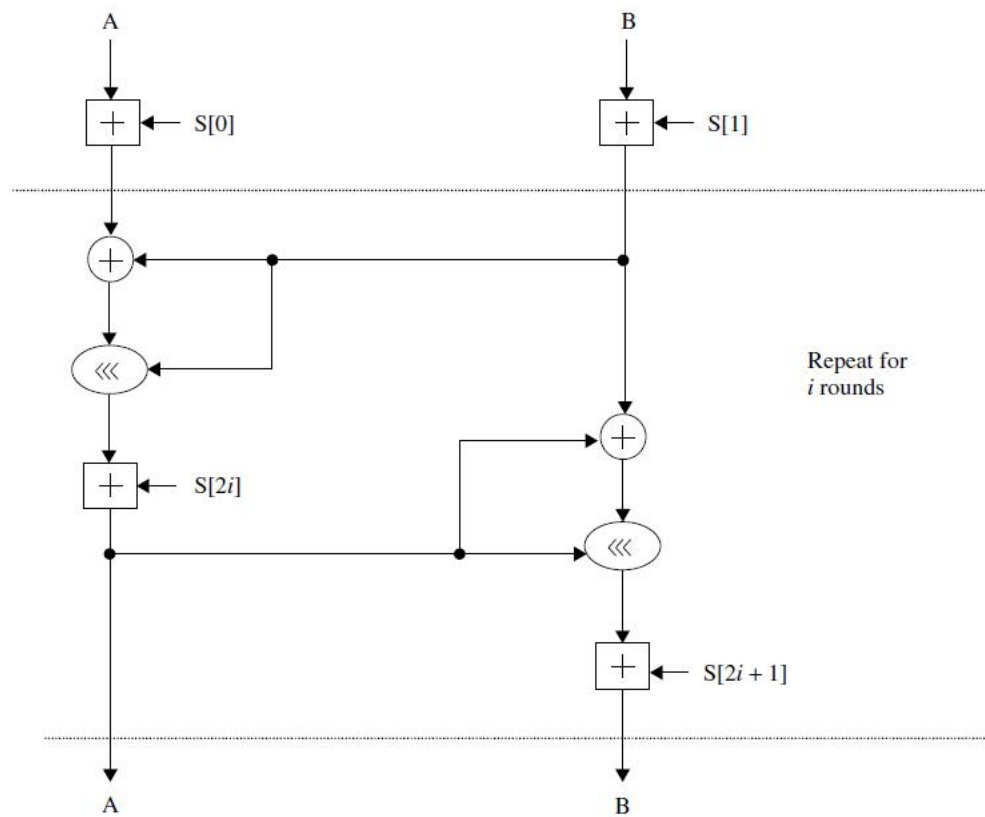 A
B
+
S[0]
+
S[1]
+
<<<
Repeat for
i rounds
+
+
S[2i]
<<<
+
S[2i + 1]
A
B